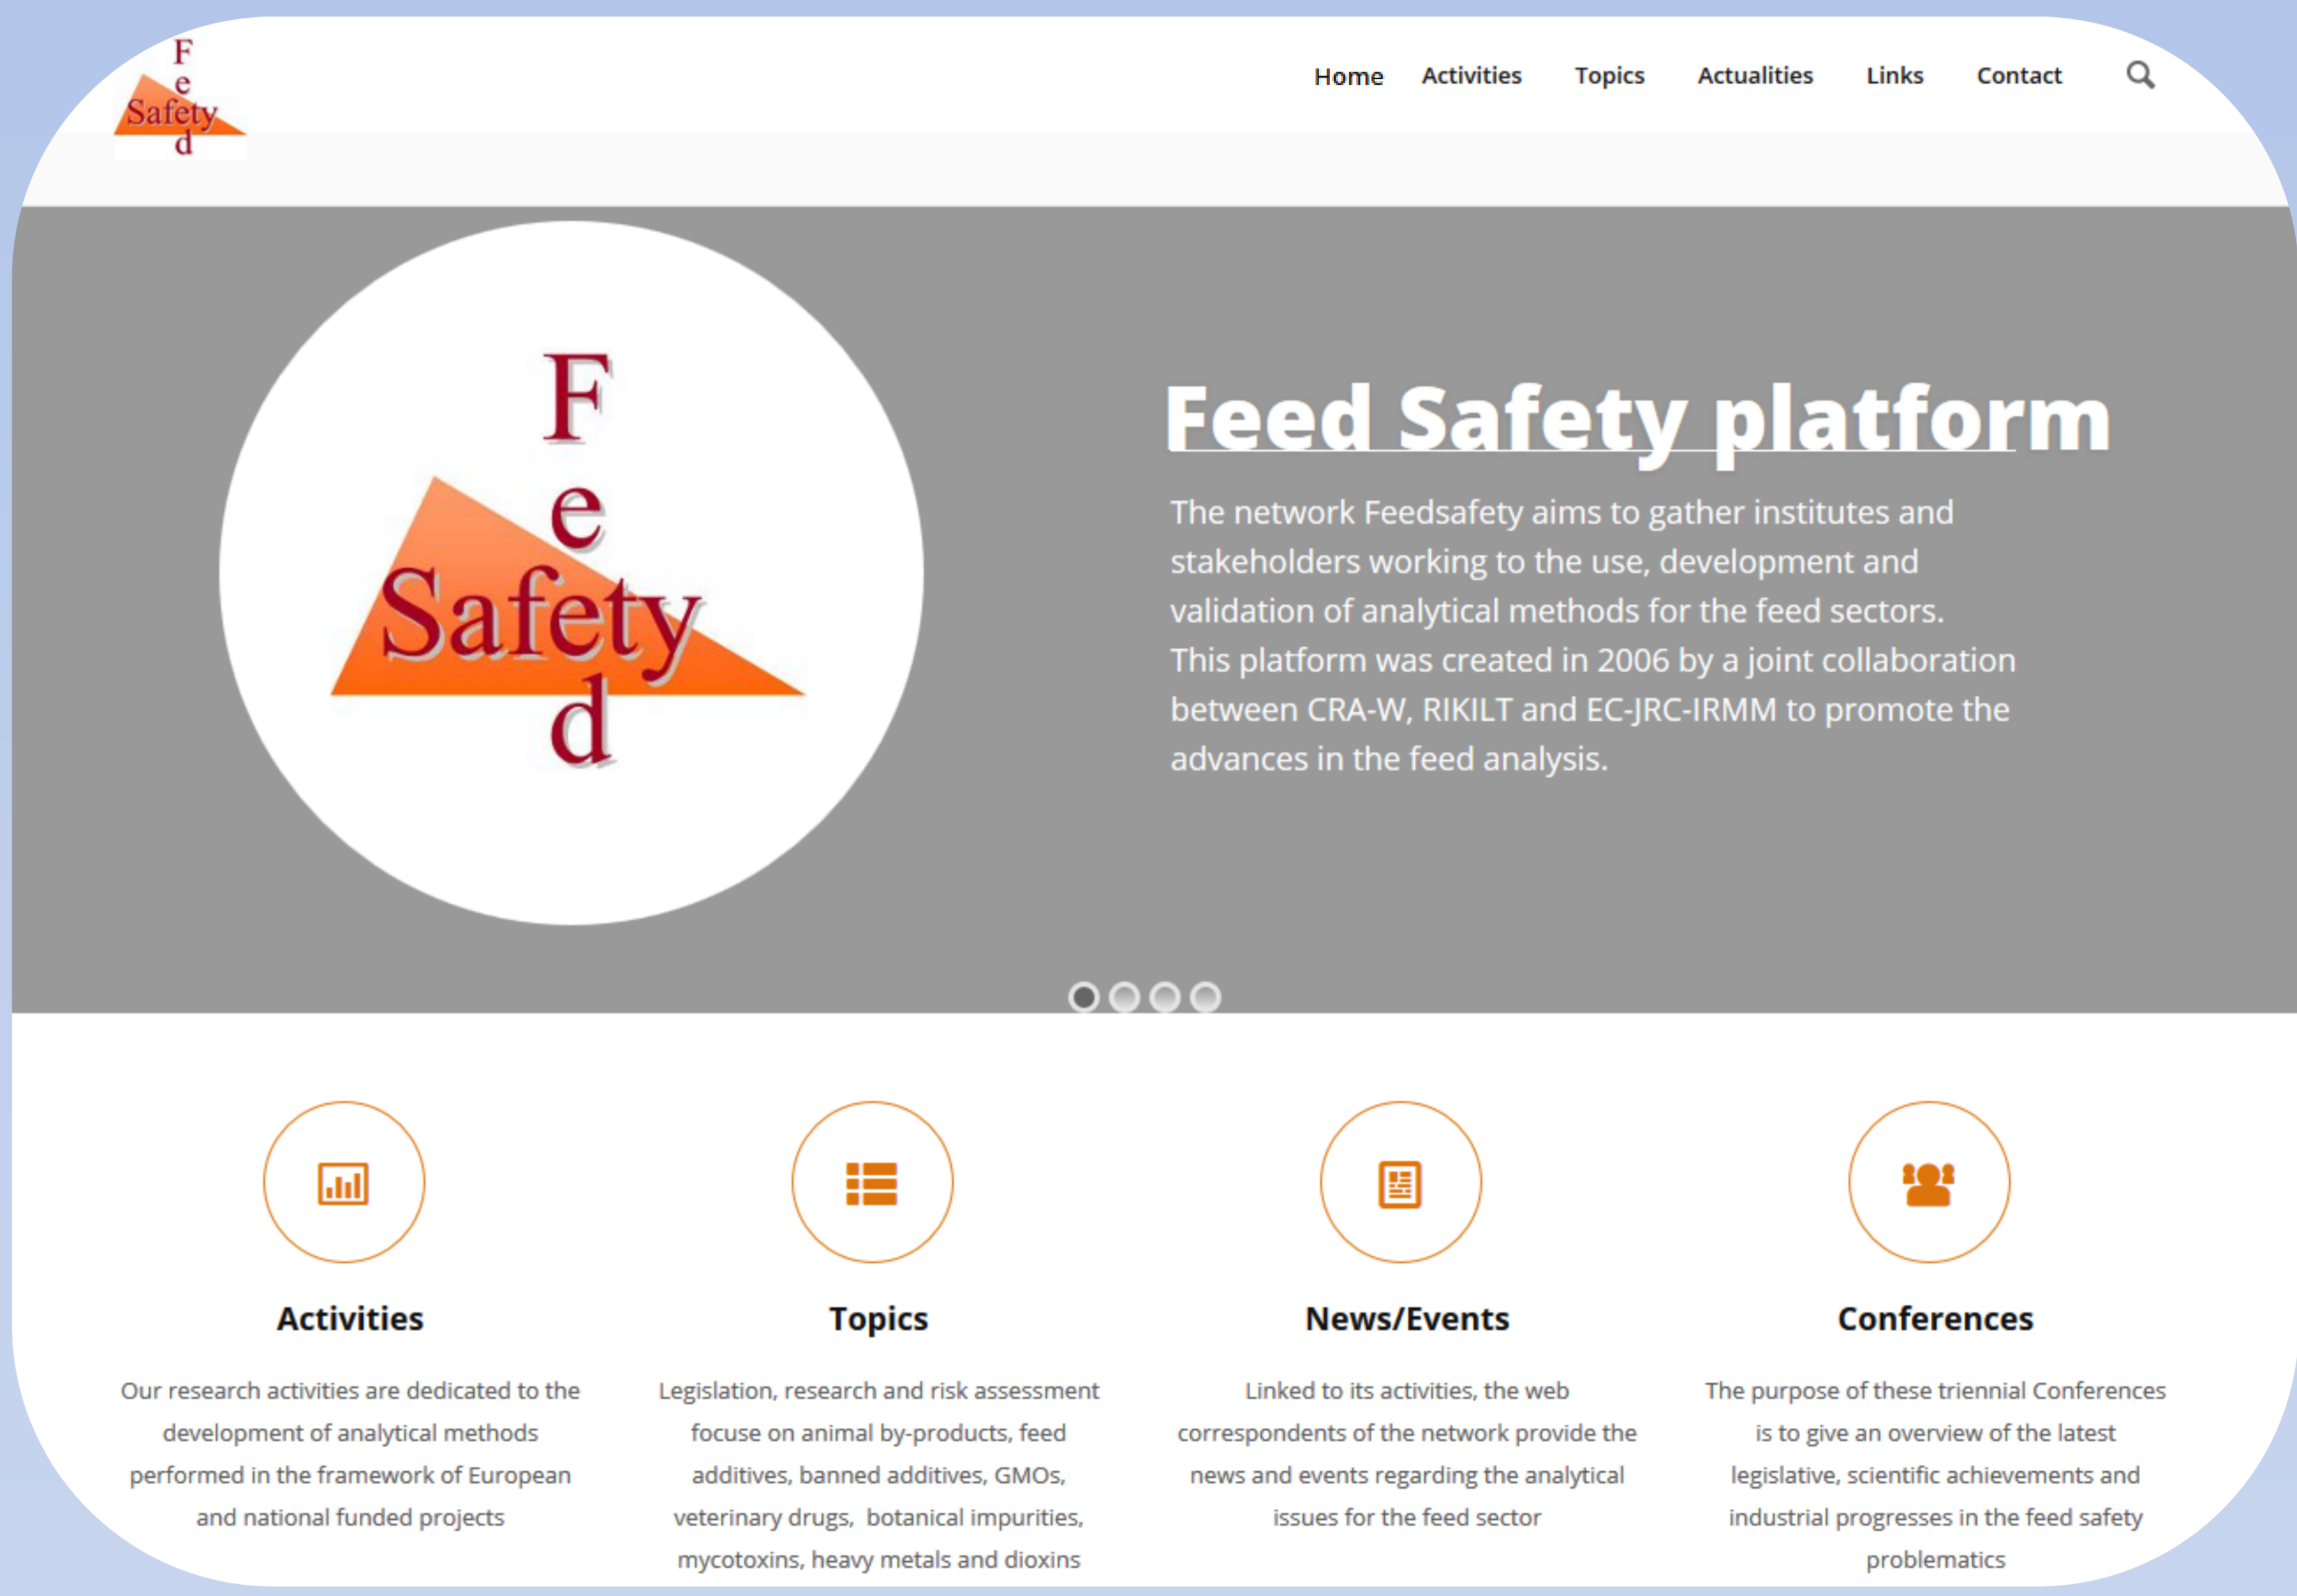 F
e
Safety
d
Home Activities Topics Actualities Links Contact
F
e
Safety
d
Feed Safety platform
The network Feedsafety aims to gather institutes and
stakeholders working to the use, development and
validation of analytical methods for the feed sectors.
This platform was created in 2006 by a joint collaboration
between CRA-W, RIKILT and EC-JRC-IRMM to promote the
advances in the feed analysis.
Activities
Our research activities are dedicated to the
development of analytical methods
performed in the framework of European
and national funded projects
Topics
Legislation, research and risk assessment
focuse on animal by-products, feed
additives, banned additives, GMOs,
veterinary drugs, botanical impurities,
mycotoxins, heavy metals and dioxins
News/Events
Linked to its activities, the web
correspondents of the network provide the
news and events regarding the analytical
issues for the feed sector
Conferences
The purpose of these triennial Conferences
is to give an overview of the latest
legislative, scientific achievements and
industrial progresses in the feed safety
problematics